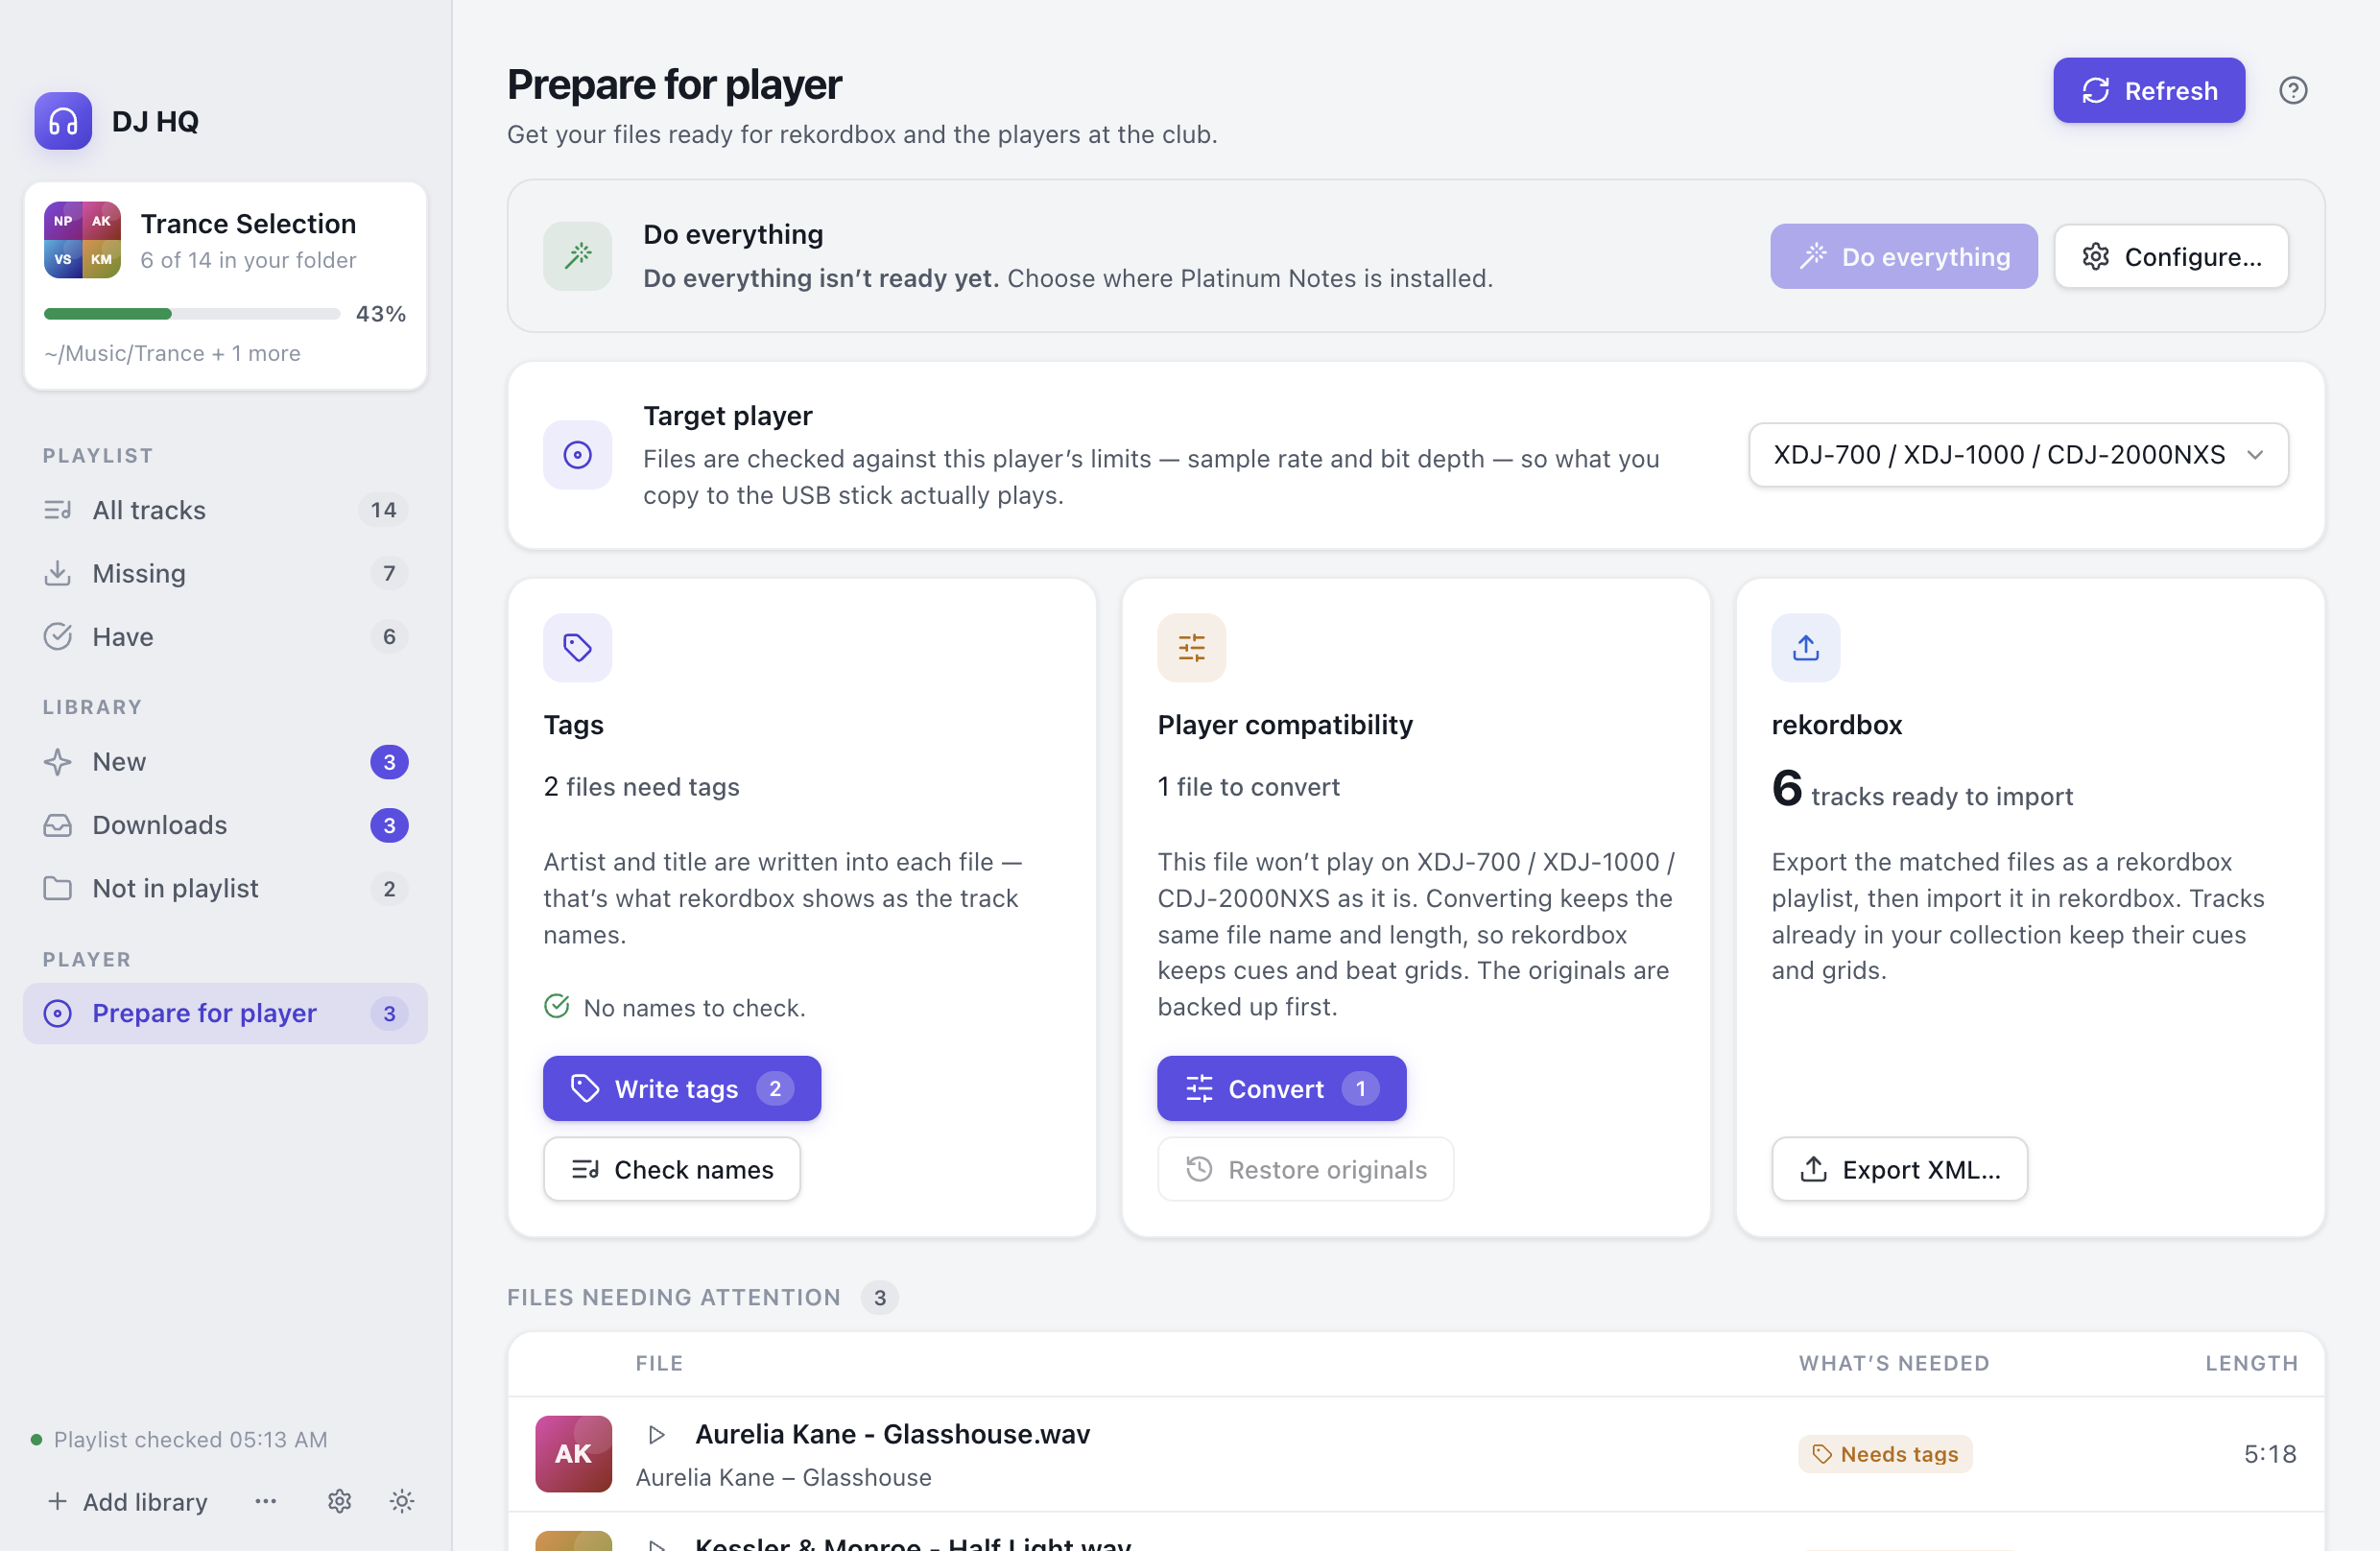 DJ HQ
NP AK
VS KM
Trance Selection
6 of 14 in your folder
43%
~/Music/Trance + 1 more
PLAYLIST
All tracks 14
Missing 7
Have 6
LIBRARY
New 3
Downloads 3
Not in playlist 2
PLAYER
Prepare for player 3
Playlist checked 05:13 AM
Add library
Prepare for player
Get your files ready for rekordbox and the players at the club.
Refresh
Do everything
Do everything isn’t ready yet. Choose where Platinum Notes is installed.
Do everything
Configure...
Target player
Files are checked against this player’s limits — sample rate and bit depth — so what you
copy to the USB stick actually plays.
XDJ-700 / XDJ-1000 / CDJ-2000NXS
Tags
2 files need tags
Artist and title are written into each file —
that’s what rekordbox shows as the track
names.
No names to check.
Write tags 2
Check names
Player compatibility
1 file to convert
This file won’t play on XDJ-700 / XDJ-1000 /
CDJ-2000NXS as it is. Converting keeps the
same file name and length, so rekordbox
keeps cues and beat grids. The originals are
backed up first.
Convert 1
Restore originals
rekordbox
6 tracks ready to import
Export the matched files as a rekordbox
playlist, then import it in rekordbox. Tracks
already in your collection keep their cues
and grids.
Export XML...
FILES NEEDING ATTENTION 3
FILE WHAT’S NEEDED LENGTH
AK
Aurelia Kane - Glasshouse.wav
Aurelia Kane – Glasshouse
Needs tags
5:18
Kessler & Monroe - Half Light.wav